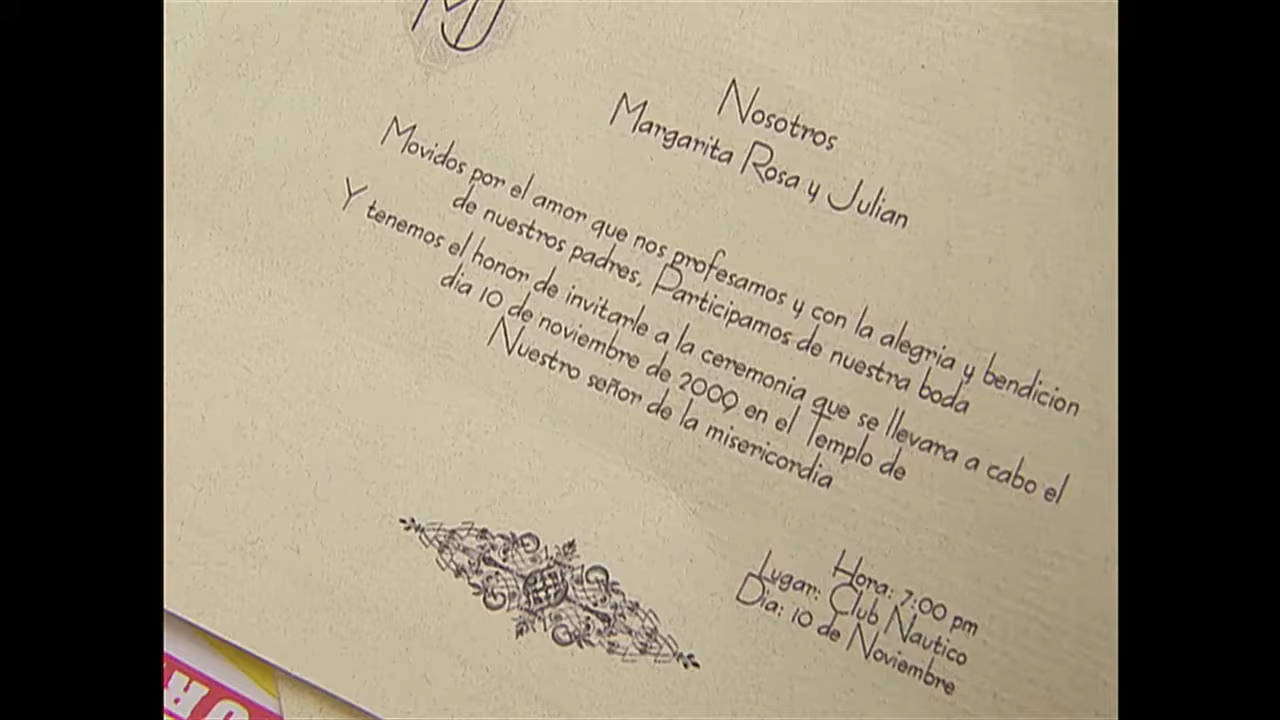 MJ
Nosotros
Margarita Rosa y Julian
Movidos por el amor que nos profesamos y con la alegria y bendicion
de nuestros padres, Participamos de nuestra boda
Y tenemos el honor de invitarle a la ceremonia que se llevara a cabo el
dia 10 de noviembre de 2009 en el Templo de
Nuestro señor de la misericordia
Hora: 7:00 pm
Lugar: Club Nautico
Dia: 10 de Noviembre